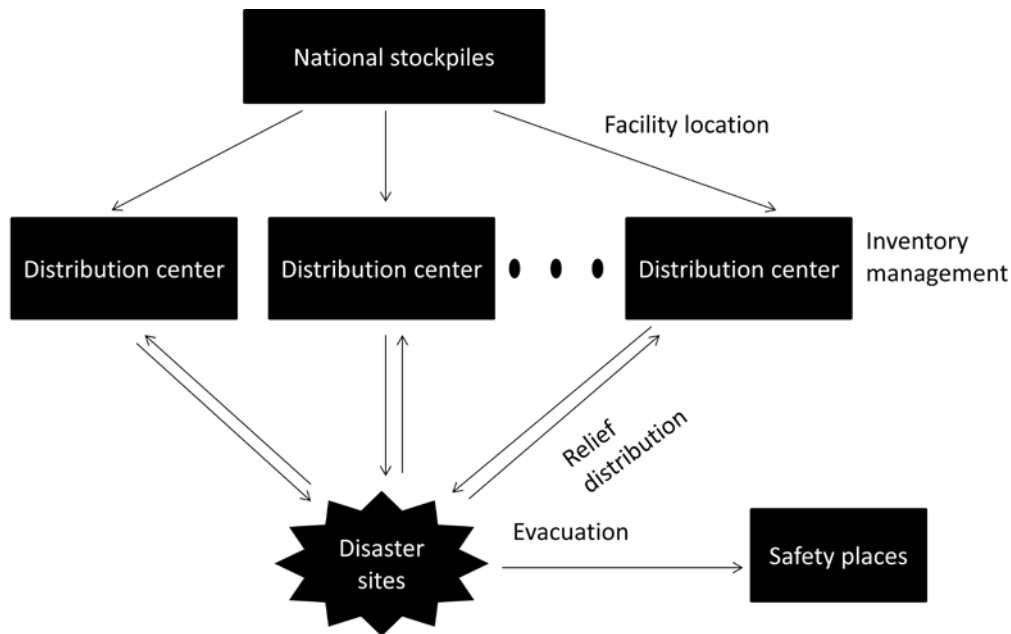 National stockpiles
Facility location
Distribution center
Distribution center
Distribution center
Inventory
management
Relief
distribution
Evacuation
Disaster
sites
Safety places